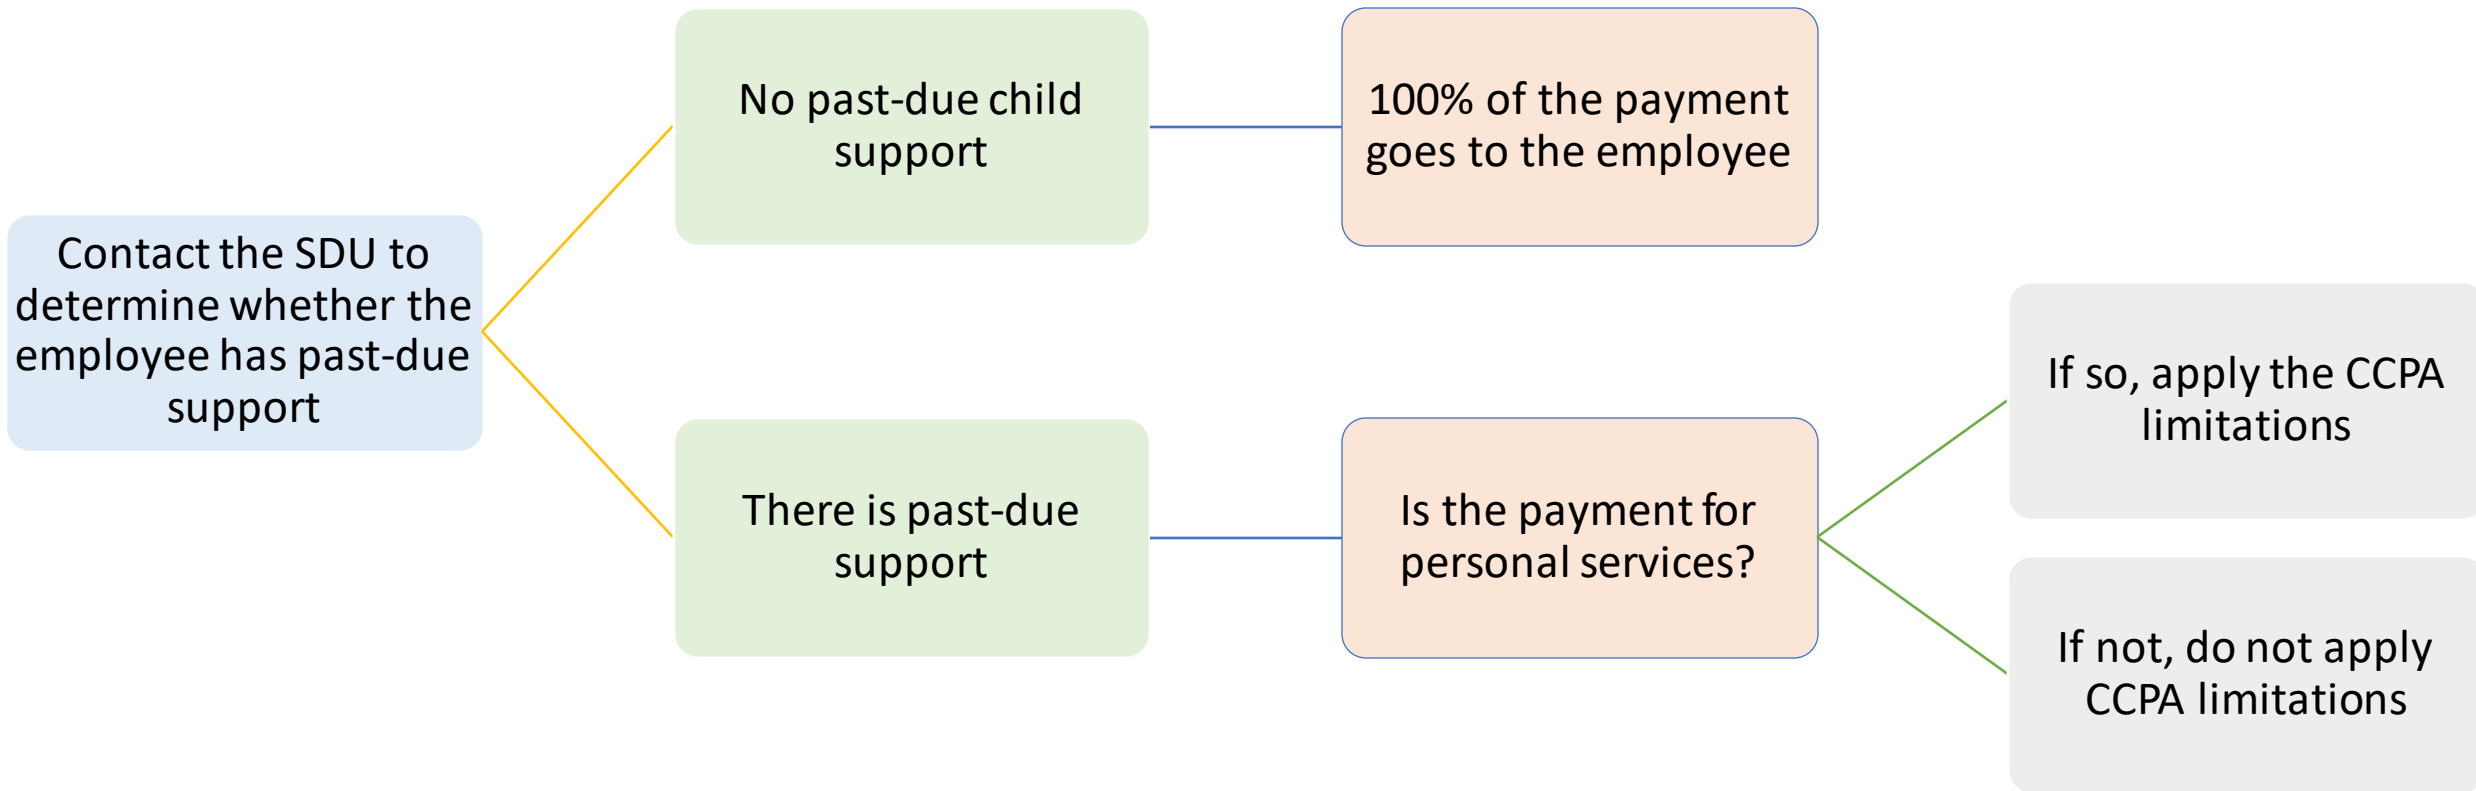 Contact the SDU to
determine whether the
employee has past-due
support
No past-due child
support
100% of the payment
goes to the employee
There is past-due
support
Is the payment for
personal services?
If so, apply the CCPA
limitations
If not, do not apply
CCPA limitations